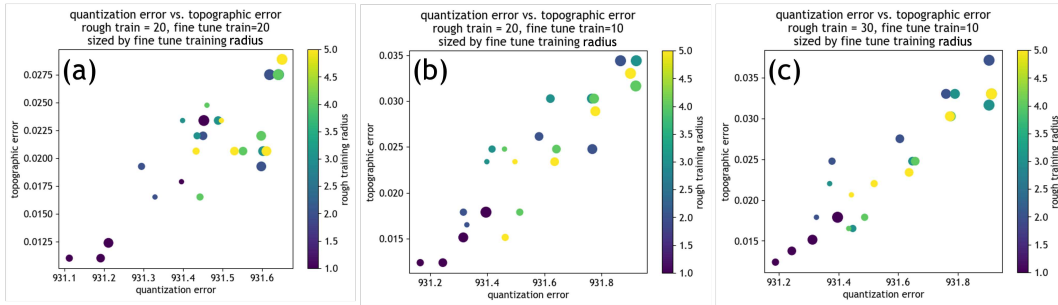 quantization error vs. topographic error
rough train = 20, fine tune train=20
sized by fine tune training radius
(a)
0.0275
0.0250
0.0225
0.0200
0.0175
0.0150
0.0125
topographic error
931.1 931.2 931.3 931.4 931.5 931.6
quantization error
5.0
4.5
4.0
3.5
3.0
2.5
2.0
1.5
1.0
rough training radius
quantization error vs. topographic error
rough train = 20, fine tune train=10
sized by fine tune training radius
(b)
0.035
0.030
0.025
0.020
0.015
topographic error
931.2 931.4 931.6 931.8
quantization error
5.0
4.5
4.0
3.5
3.0
2.5
2.0
1.5
1.0
rough training radius
quantization error vs. topographic error
rough train = 30, fine tune train=10
sized by fine tune training radius
(c)
0.035
0.030
0.025
0.020
0.015
topographic error
931.2 931.4 931.6 931.8
quantization error
5.0
4.5
4.0
3.5
3.0
2.5
2.0
1.5
1.0
rough training radius